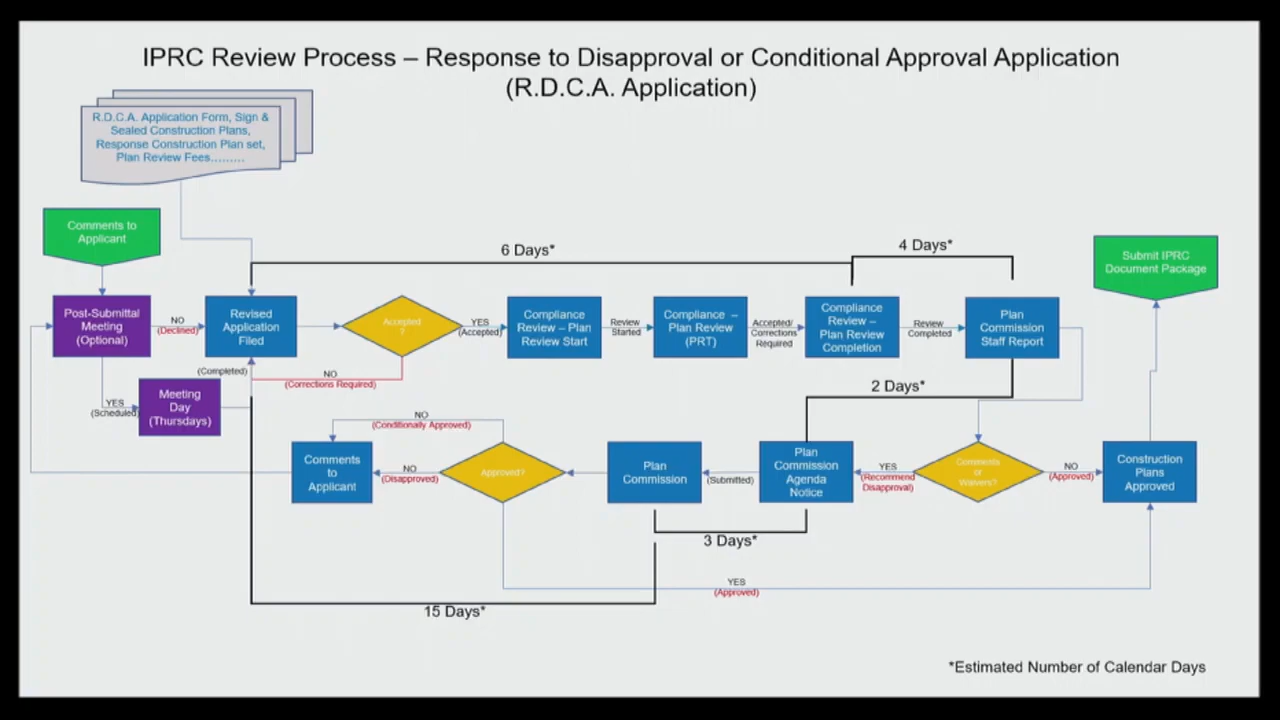 IPRC Review Process – Response to Disapproval or Conditional Approval Application
(R.D.C.A. Application)
R.D.C.A. Application Form, Sign &
Sealed Construction Plans,
Response Construction Plan set,
Plan Review Fees.........
Comments to
Applicant
6 Days*
4 Days*
Submit IPRC
Document Package
Post-Submittal
Meeting
(Optional)
NO
(Declined)
Revised
Application
Filed
Accepted
?
YES
(Accepted)
Compliance
Review – Plan
Review Start
Review
Started
Compliance –
Plan Review
(PRT)
Accepted/
Corrections
Required
Compliance
Review –
Plan Review
Completion
Review
Completed
Plan
Commission
Staff Report
(Completed)
NO
(Corrections Required)
2 Days*
YES
(Scheduled)
Meeting
Day
(Thursdays)
NO
(Conditionally Approved)
Comments
to
Applicant
NO
(Disapproved)
Approved?
Plan
Commission
(Submitted)
Plan
Commission
Agenda
Notice
YES
(Recommend
Disapproval)
Comments
or
Waivers?
NO
(Approved)
Construction
Plans
Approved
3 Days*
YES
(Approved)
15 Days*
*Estimated Number of Calendar Days